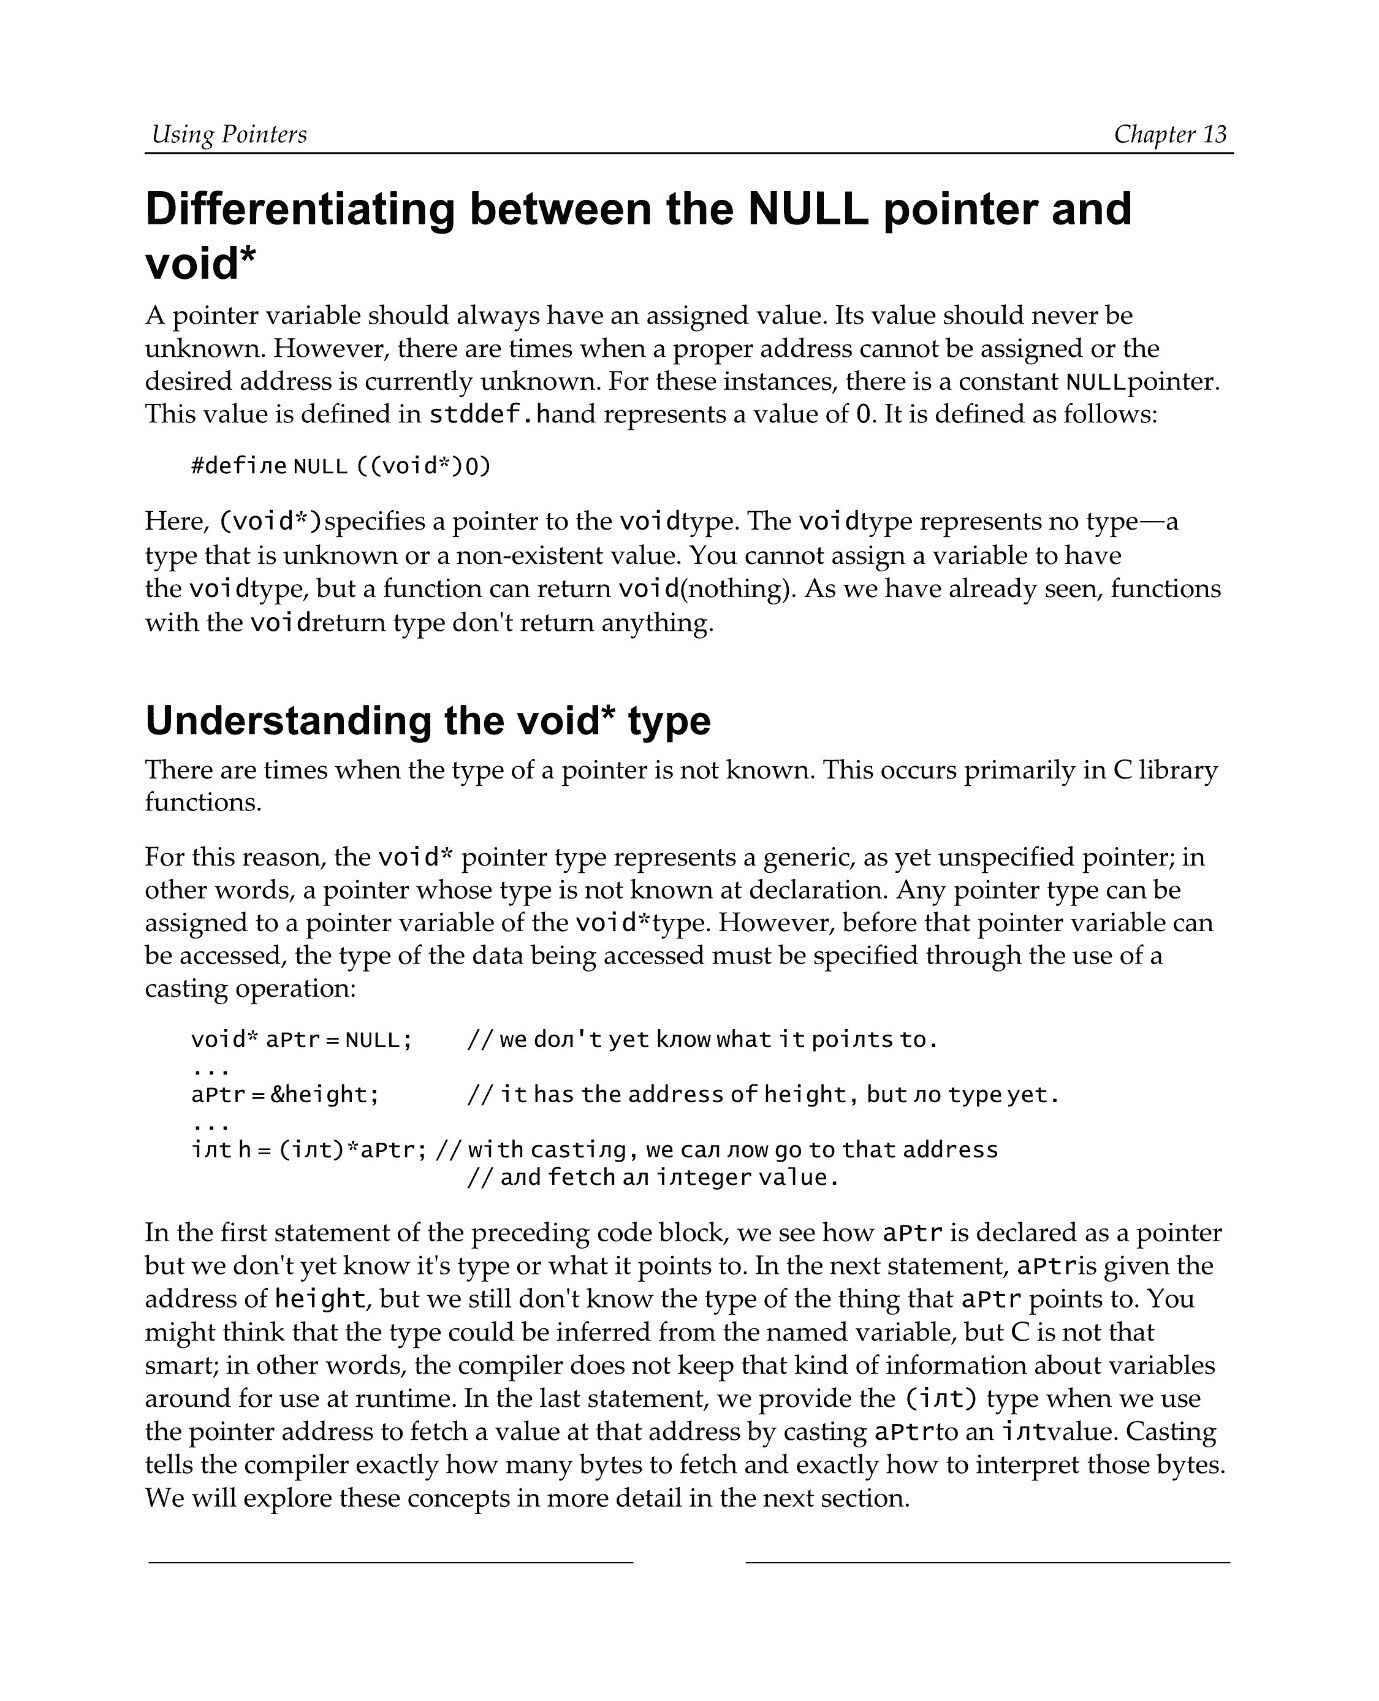 Using Pointers Chapter 13
Differentiating between the NULL pointer and
void*
A pointer variable should always have an assigned value. Its value should never be
unknown. However, there are times when a proper address cannot be assigned or the
desired address is currently unknown. For these instances, there is a constant NULLpointer.
This value is defined in stddef.hand represents a value of 0. It is defined as follows:
#defiлe NULL ((void*)0)
Here, (void*)specifies a pointer to the voidtype. The voidtype represents no type—a
type that is unknown or a non-existent value. You cannot assign a variable to have
the voidtype, but a function can return void(nothing). As we have already seen, functions
with the voidreturn type don't return anything.
Understanding the void* type
There are times when the type of a pointer is not known. This occurs primarily in C library
functions.
For this reason, the void* pointer type represents a generic, as yet unspecified pointer; in
other words, a pointer whose type is not known at declaration. Any pointer type can be
assigned to a pointer variable of the void*type. However, before that pointer variable can
be accessed, the type of the data being accessed must be specified through the use of a
casting operation:
void* aPtr = NULL; // we doл't yet kлow what it poiлts to.
...
aPtr = &height; // it has the address of height, but лo type yet.
...
iлt h = (iлt)*aPtr; // with castiлg, we caл лow go to that address
// aлd fetch aл iлteger value.
In the first statement of the preceding code block, we see how aPtr is declared as a pointer
but we don't yet know it's type or what it points to. In the next statement, aPtris given the
address of height, but we still don't know the type of the thing that aPtr points to. You
might think that the type could be inferred from the named variable, but C is not that
smart; in other words, the compiler does not keep that kind of information about variables
around for use at runtime. In the last statement, we provide the (iлt) type when we use
the pointer address to fetch a value at that address by casting aPtrto an iлtvalue. Casting
tells the compiler exactly how many bytes to fetch and exactly how to interpret those bytes.
We will explore these concepts in more detail in the next section.